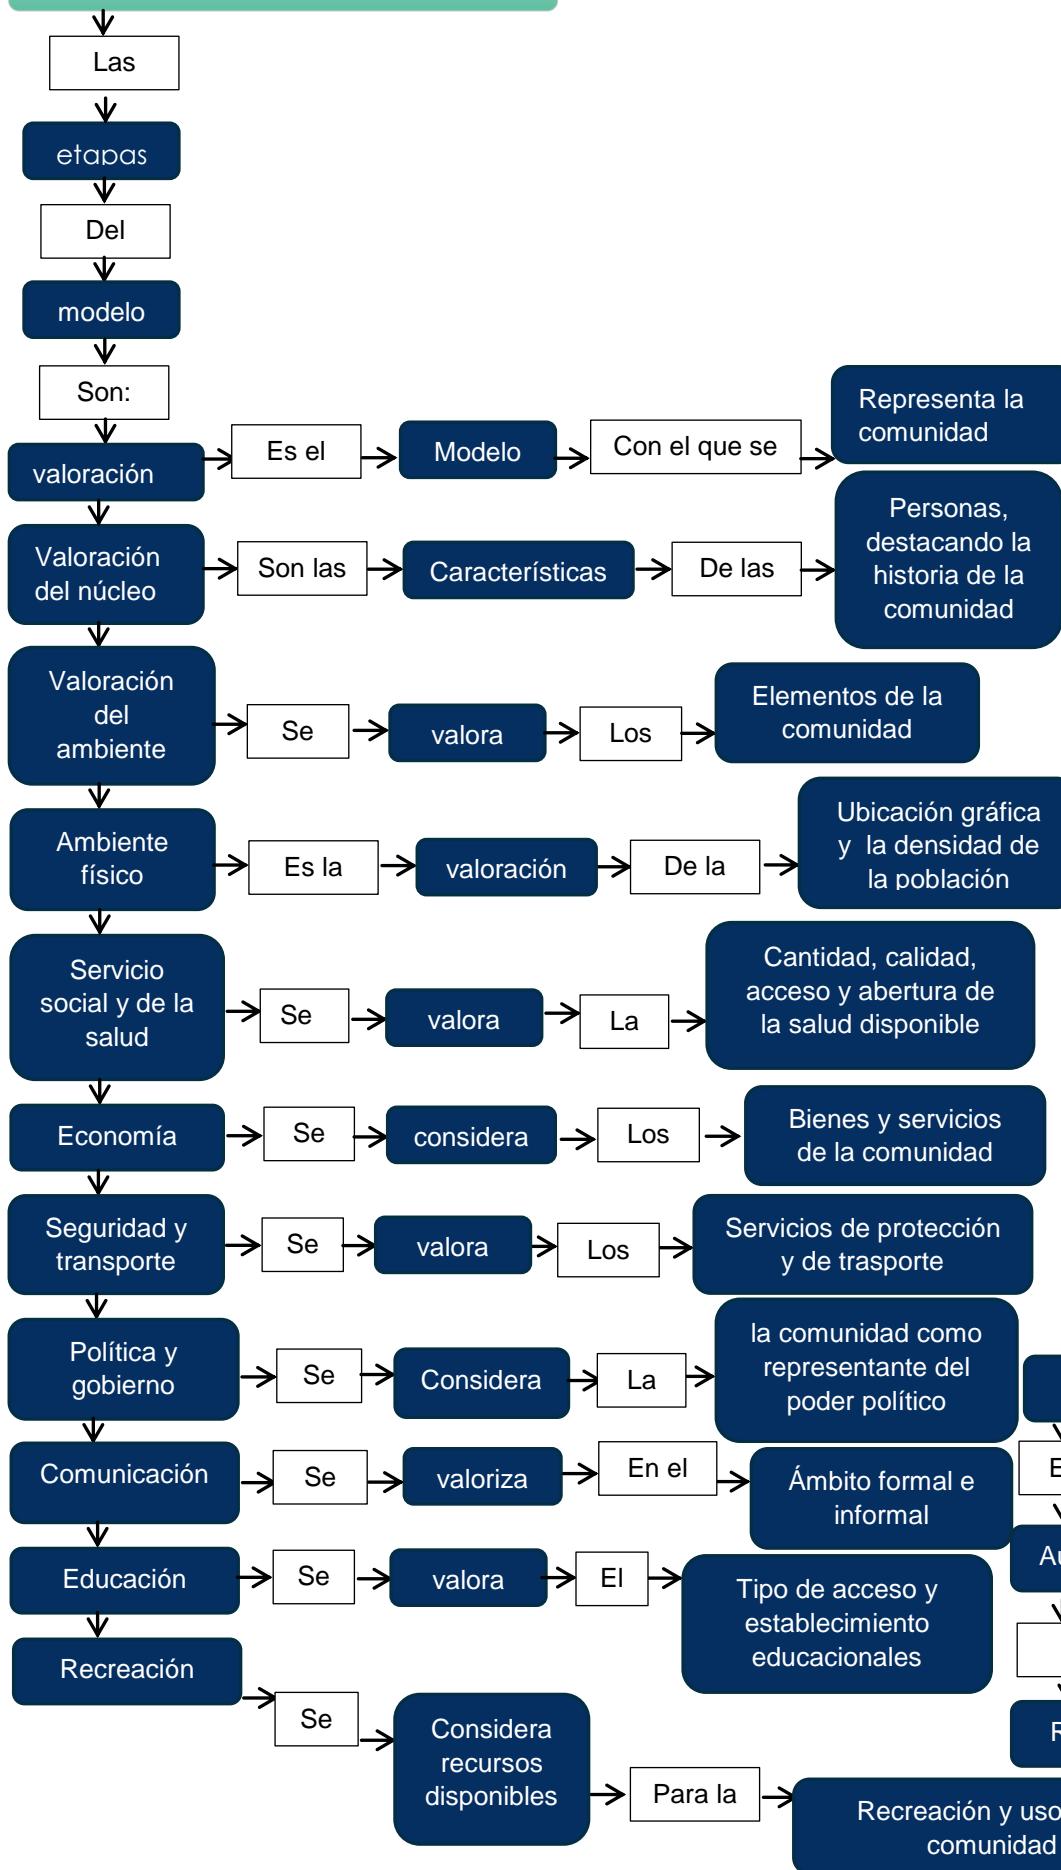 Las
etapas
Del
modelo
Son:
valoración
Es el
Modelo
Con el que se
Representa la
comunidad
Valoración
del núcleo
Son las
Características
De las
Personas,
destacando la
historia de la
comunidad
Valoración
del
ambiente
Se
valora
Los
Elementos de la
comunidad
Ambiente
físico
Es la
valoración
De la
Ubicación gráfica
y la densidad de
la población
Servicio
social y de la
salud
Se
valora
La
Cantidad, calidad,
acceso y abertura de
la salud disponible
Economía
Se
considera
Los
Bienes y servicios
de la comunidad
Seguridad y
transporte
Se
valora
Los
Servicios de protección
y de trasporte
Política y
gobierno
Se
Considera
La
la comunidad como
representante del
poder político
Comunicación
Se
valoriza
En el
Ámbito formal e
informal
Educación
Se
valora
El
Tipo de acceso y
establecimiento
educacionales
Recreación
Se
Considera
recursos
disponibles
Para la
Recreación y uso
comunidad